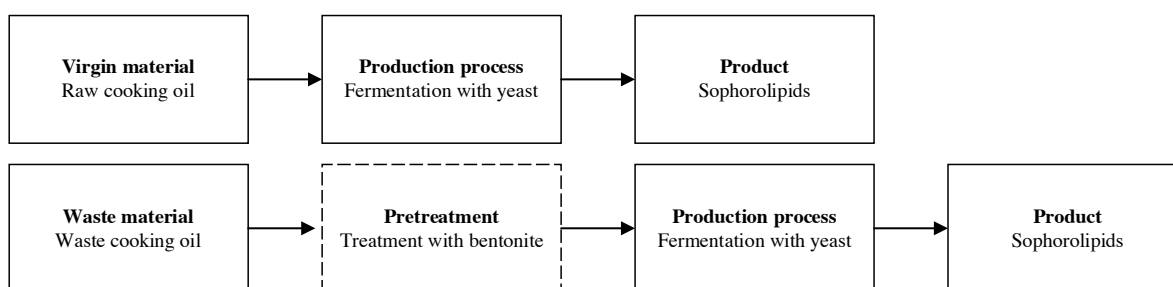 Virgin material
Raw cooking oil
Production process
Fermentation with yeast
Product
Sophorolipids
Waste material
Waste cooking oil
Pretreatment
Treatment with bentonite
Production process
Fermentation with yeast
Product
Sophorolipids